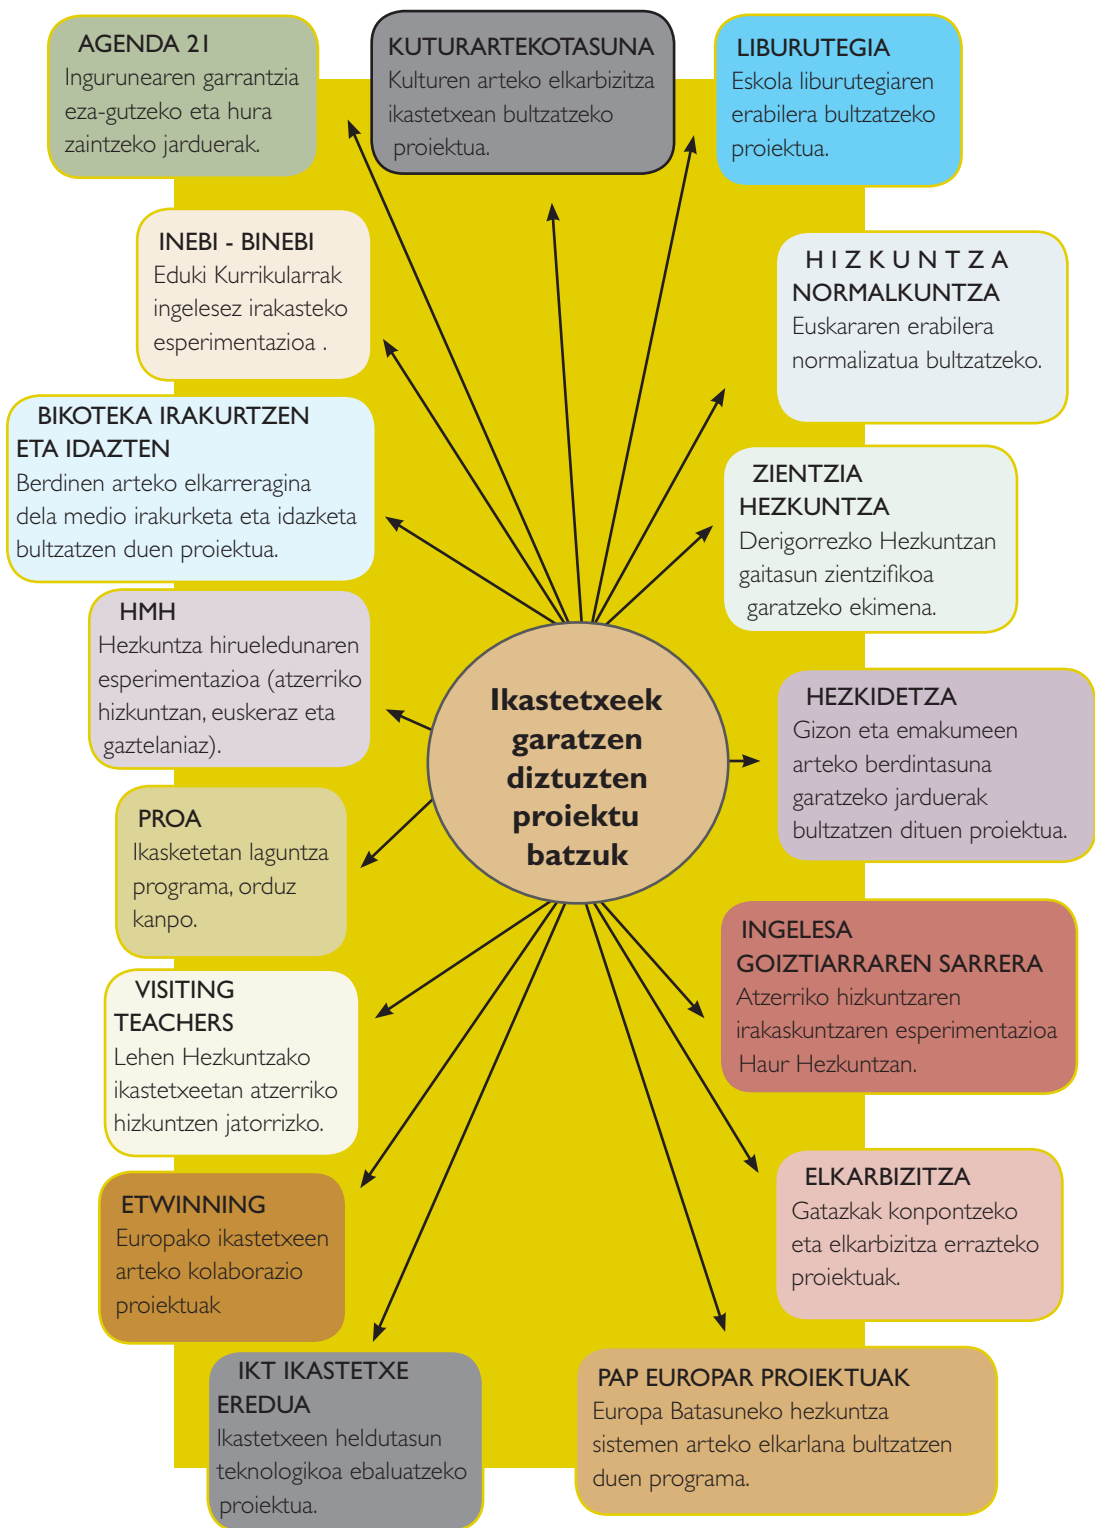 AGENDA 21
Ingurunearen garrantzia
eza-gutzeko eta hura
zaintzeko jarduerak.
KUTURARTEKOTASUNA
Kulturen arteko elkarbizitza
ikastetxean bultzatzeko
proiektua.
LIBURUTEGIA
Eskola liburutegiaren
erabilera bultzatzeko
proiektua.
INEBI - BINEBI
Eduki Kurrikularrak
ingelesez irakasteko
esperimentazioa .
HIZKUNTZA
NORMALKUNTZA
Euskararen erabilera
normalizatua bultzatzeko.
BIKOTEKA IRAKURTZEN
ETA IDAZTEN
Berdinen arteko elkarreragina
dela medio irakurketa eta idazketa
bultzatzen duen proiektua.
ZIENTZIA
HEZKUNTZA
Derigorrezko Hezkuntzan
gaitasun zientzifikoa
garatzeko ekimena.
HMH
Hezkuntza hirueledunaren
esperimentazioa (atzerriko
hizkuntzan, euskeraz eta
gaztelaniaz).
Ikastetxeek
garatzen
diztuzten
proiektu
batzuk
HEZKIDETZA
Gizon eta emakumeen
arteko berdintasuna
garatzeko jarduerak
bultzatzen dituen proiektua.
PROA
Ikasketetan laguntza
programa, orduz
kanpo.
INGELESA
GOIZTIARRAREN SARRERA
Atzerriko hizkuntzaren
irakaskuntzaren esperimentazioa
Haur Hezkuntzan.
VISITING
TEACHERS
Lehen Hezkuntzako
ikastetxeetan atzerriko
hizkuntzen jatorrizko.
ELKARBIZITZA
Gatazkak konpontzeko
eta elkarbizitza errazteko
proiektuak.
ETWINNING
Europako ikastetxeen
arteko kolaborazio
proiektuak
IKT IKASTETXE
EREDUA
Ikastetxeen heldutasun
teknologikoa ebaluatzeko
proiektua.
PAP EUROPAR PROIEKTUAK
Europa Batasuneko hezkuntza
sistemen arteko elkarlana bultzatzen
duen programa.